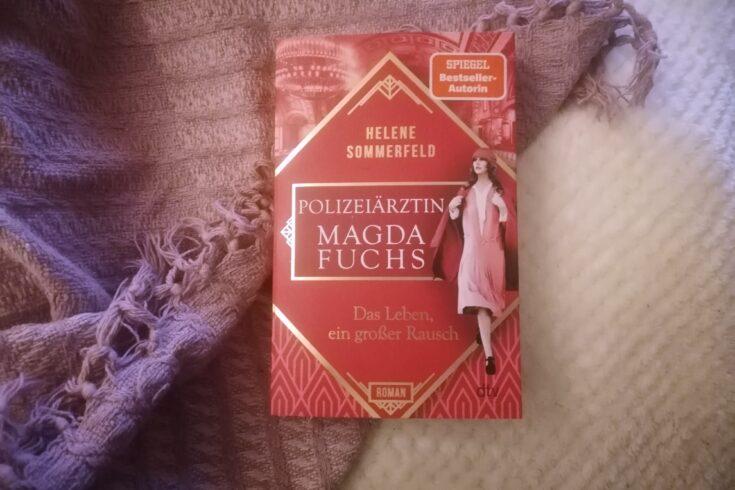 SPIEGEL
Bestseller-
Autorin
HELENE
SOMMERFELD
POLIZEIÄRZTIN
MAGDA
FUCHS
Das Leben,
ein großer Rausch
ROMAN
dtv